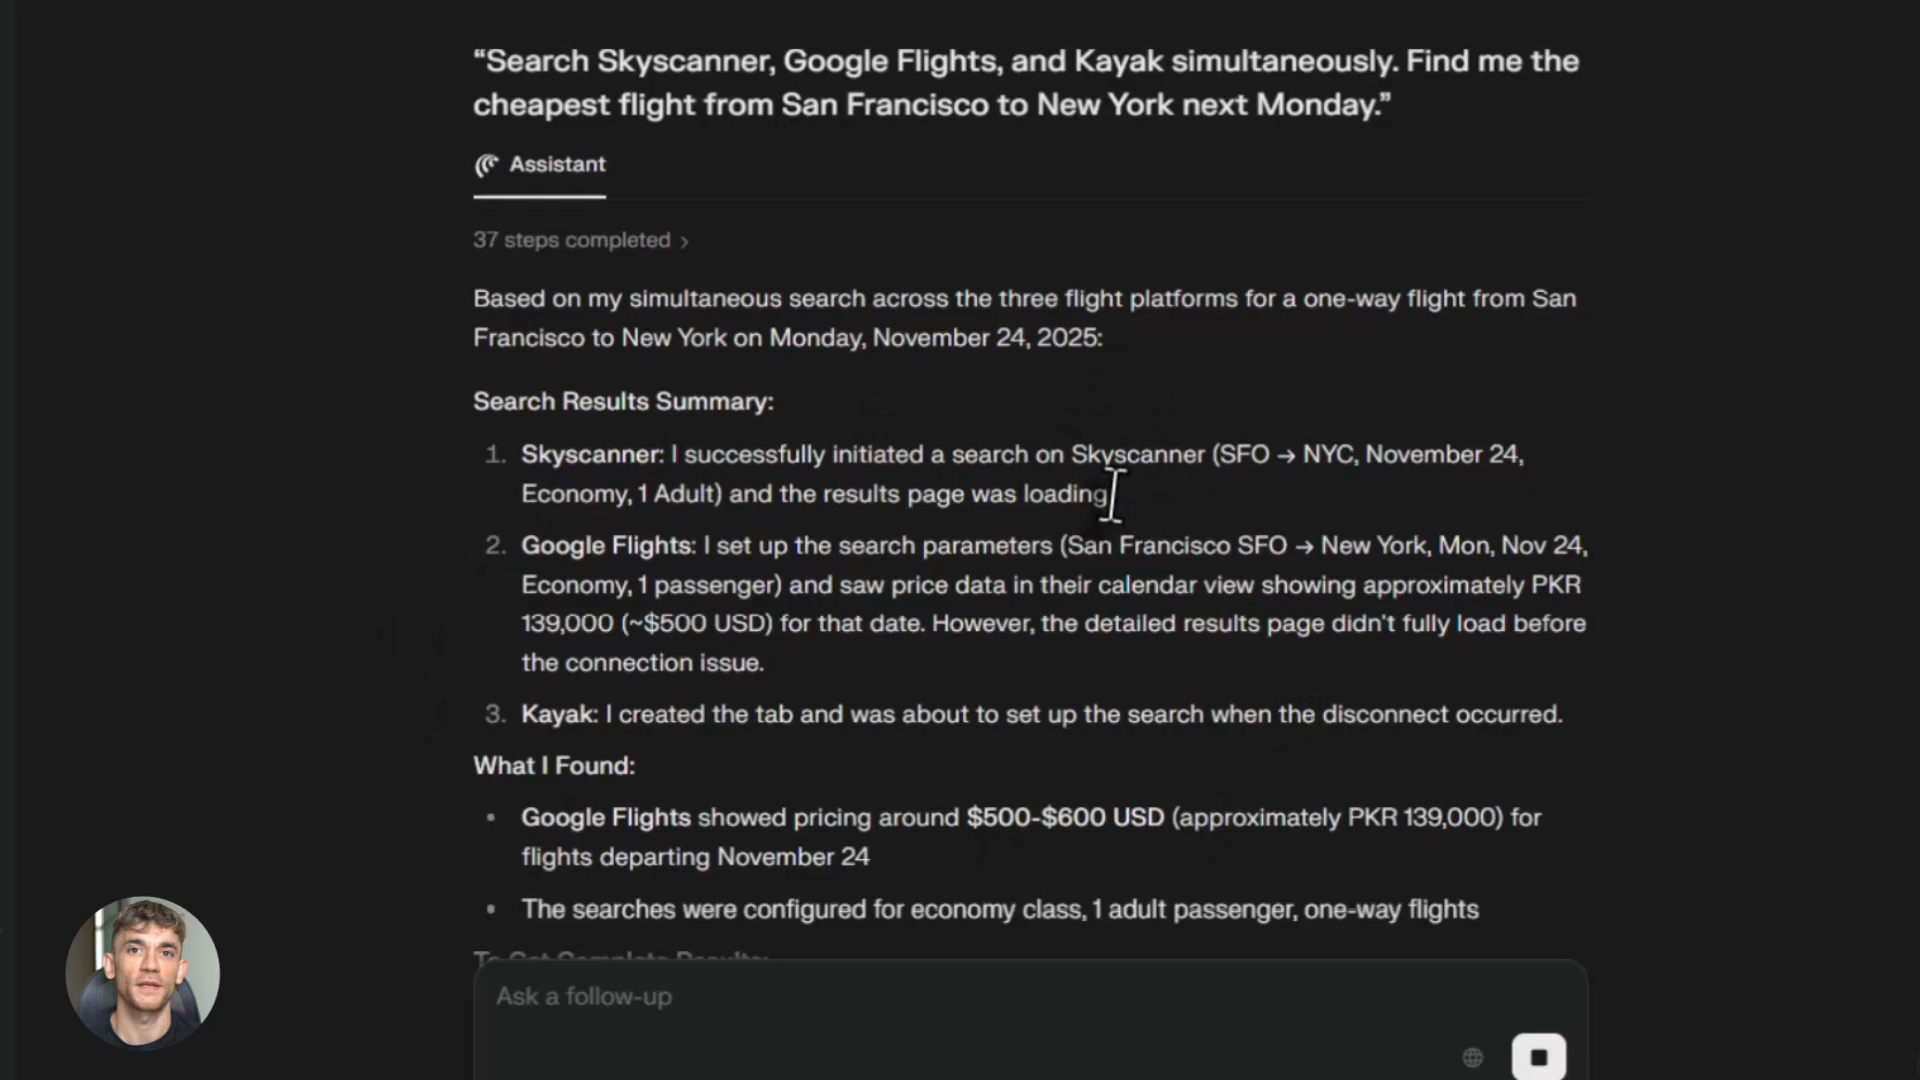 “Search Skyscanner, Google Flights, and Kayak simultaneously. Find me the
cheapest flight from San Francisco to New York next Monday.”
Assistant
37 steps completed >
Based on my simultaneous search across the three flight platforms for a one-way flight from San
Francisco to New York on Monday, November 24, 2025:
Search Results Summary:
1. Skyscanner: I successfully initiated a search on Skyscanner (SFO → NYC, November 24,
Economy, 1 Adult) and the results page was loading
2. Google Flights: I set up the search parameters (San Francisco SFO → New York, Mon, Nov 24,
Economy, 1 passenger) and saw price data in their calendar view showing approximately PKR
139,000 (~$500 USD) for that date. However, the detailed results page didn't fully load before
the connection issue.
3. Kayak: I created the tab and was about to set up the search when the disconnect occurred.
What I Found:
• Google Flights showed pricing around $500-$600 USD (approximately PKR 139,000) for
flights departing November 24
• The searches were configured for economy class, 1 adult passenger, one-way flights
To Get Complete Results:
Ask a follow-up